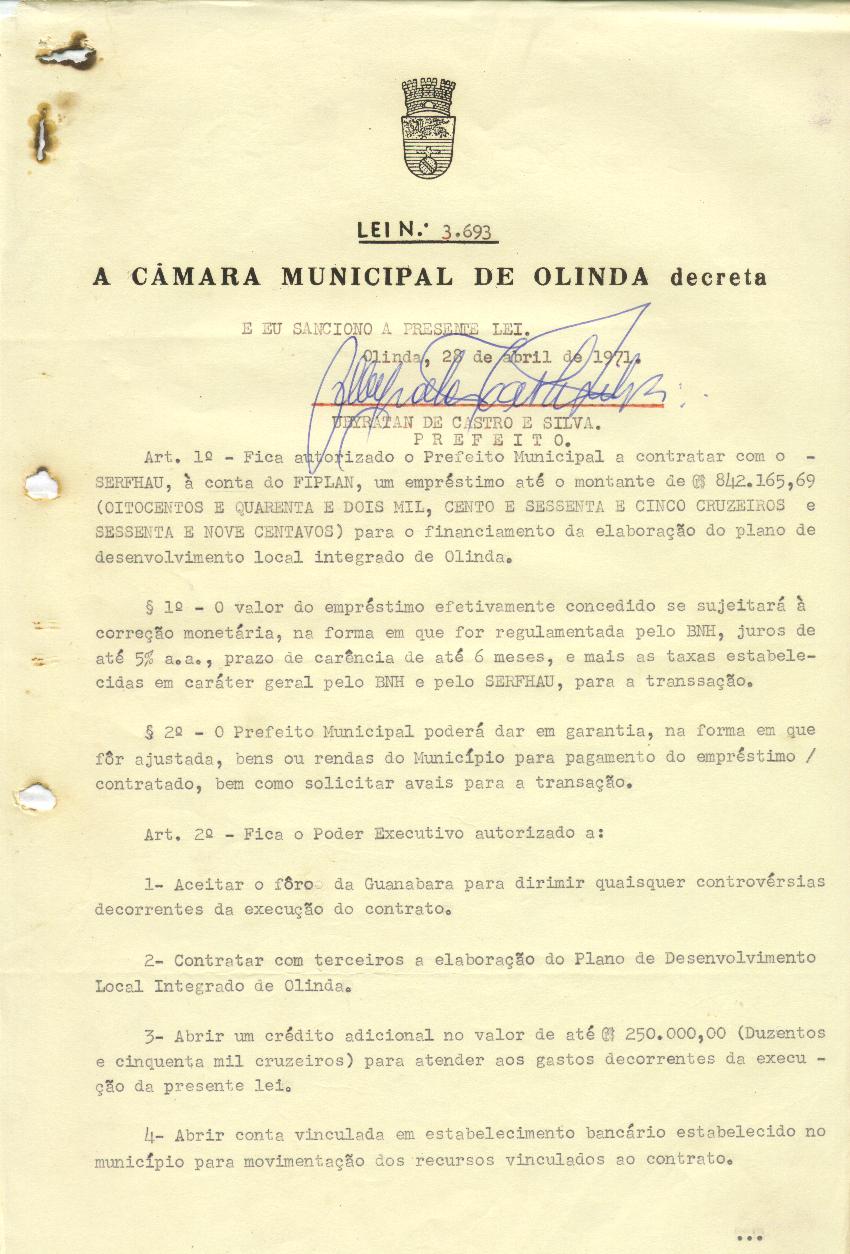 LEI N.º 3.693
A CÂMARA MUNICIPAL DE OLINDA decreta
E EU SANCIONO A PRESENTE LEI.
Olinda, 28 de abril de 1971.
UBYRATAN DE CASTRO E SILVA.
P R E F E I T O.
Art. 1º - Fica autorizado o Prefeito Municipal a contratar com o -
SERFHAU, à conta do FIPLAN, um empréstimo até o montante de Cr$ 842.165,69
(OITOCENTOS E QUARENTA E DOIS MIL, CENTO E SESSENTA E CINCO CRUZEIROS e
SESSENTA E NOVE CENTAVOS) para o financiamento da elaboração do plano de
desenvolvimento local integrado de Olinda.
§ 1º - O valor do empréstimo efetivamente concedido se sujeitará à
correção monetária, na forma em que for regulamentada pelo BNH, juros de
até 5% a.a., prazo de carência de até 6 meses, e mais as taxas estabele-
cidas em caráter geral pelo BNH e pelo SERFHAU, para a transsação.
§ 2º - O Prefeito Municipal poderá dar em garantia, na forma em que
fôr ajustada, bens ou rendas do Município para pagamento do empréstimo /
contratado, bem como solicitar avais para a transação.
Art. 2º - Fica o Poder Executivo autorizado a:
1- Aceitar o fôro da Guanabara para dirimir quaisquer controvérsias
decorrentes da execução do contrato.
2- Contratar com terceiros a elaboração do Plano de Desenvolvimento
Local Integrado de Olinda.
3- Abrir um crédito adicional no valor de até Cr$ 250.000,00 (Duzentos
e cinquenta mil cruzeiros) para atender aos gastos decorrentes da execu -
ção da presente lei.
4- Abrir conta vinculada em estabelecimento bancário estabelecido no
município para movimentação dos recursos vinculados ao contrato.
...